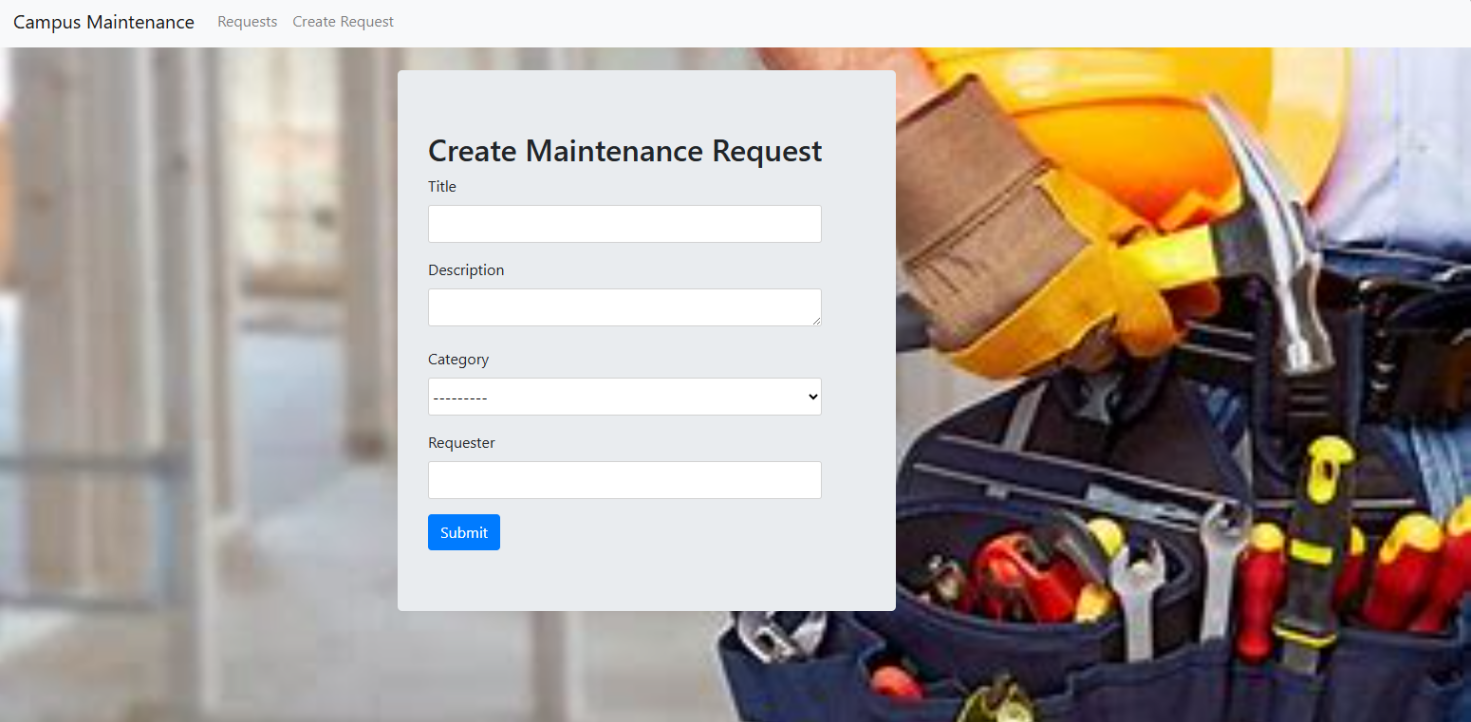 Campus Maintenance Requests Create Request
Create Maintenance Request
Title
Description
Category
---------
Requester
Submit